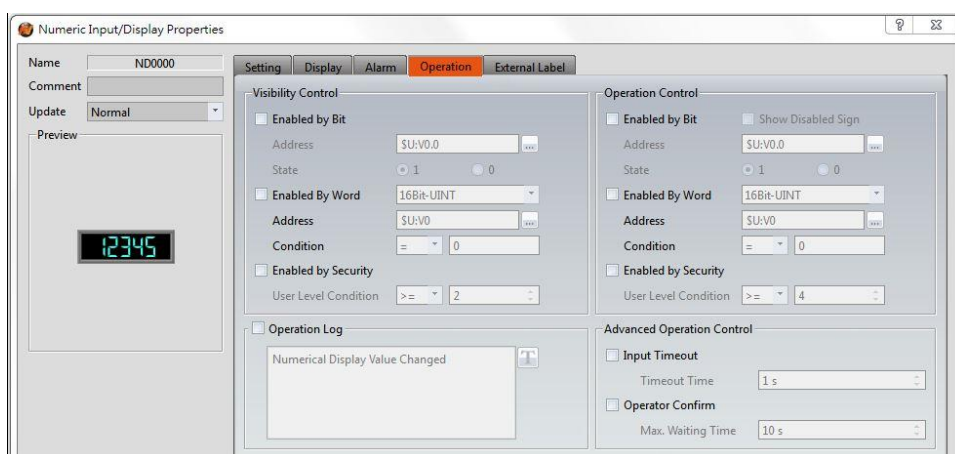 Numeric Input/Display Properties
Name ND0000
Comment
Update Normal
Preview
12345
Setting Display Alarm Operation External Label
Visibility Control
Enabled by Bit
Address $U:V0.0 ...
State 1 0
Enabled By Word 16Bit-UINT
Address $U:V0 ...
Condition = 0
Enabled by Security
User Level Condition >= 2
Operation Log
Numerical Display Value Changed T
Operation Control
Enabled by Bit Show Disabled Sign
Address $U:V0.0 ...
State 1 0
Enabled By Word 16Bit-UINT
Address $U:V0 ...
Condition = 0
Enabled by Security
User Level Condition >= 4
Advanced Operation Control
Input Timeout
Timeout Time 1 s
Operator Confirm
Max. Waiting Time 10 s